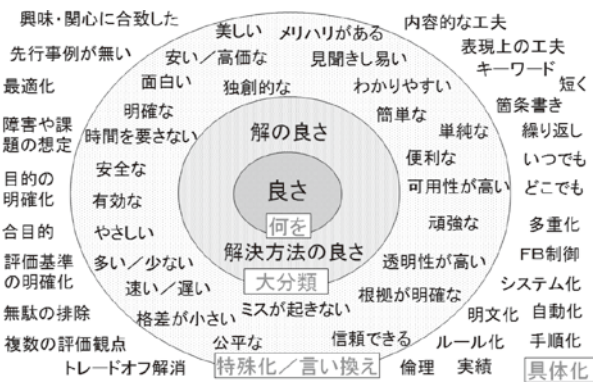 興味・関心に合致した
美しい
メリハリがある
内容的な工夫
先行事例が無い
安い／高価な
見聞きし易い
表現上の工夫
キーワード
最適化
面白い
独創的な
わかりやすい
短く
明確な
簡単な
箇条書き
障害や課
題の想定
時間を要さない
解の良さ
単純な
繰り返し
安全な
便利な
いつでも
目的の
明確化
有効な
良さ
可用性が高い
どこでも
合目的
やさしい
何を
頑強な
多重化
評価基準
の明確化
多い／少ない
解決方法の良さ
透明性が高い
FB制御
速い／遅い
大分類
根拠が明確な
システム化
無駄の排除
格差が小さい
ミスが起きない
明文化
自動化
複数の評価観点
公平な
信頼できる
ルール化
手順化
トレードオフ解消
特殊化／言い換え
倫理
実績
具体化